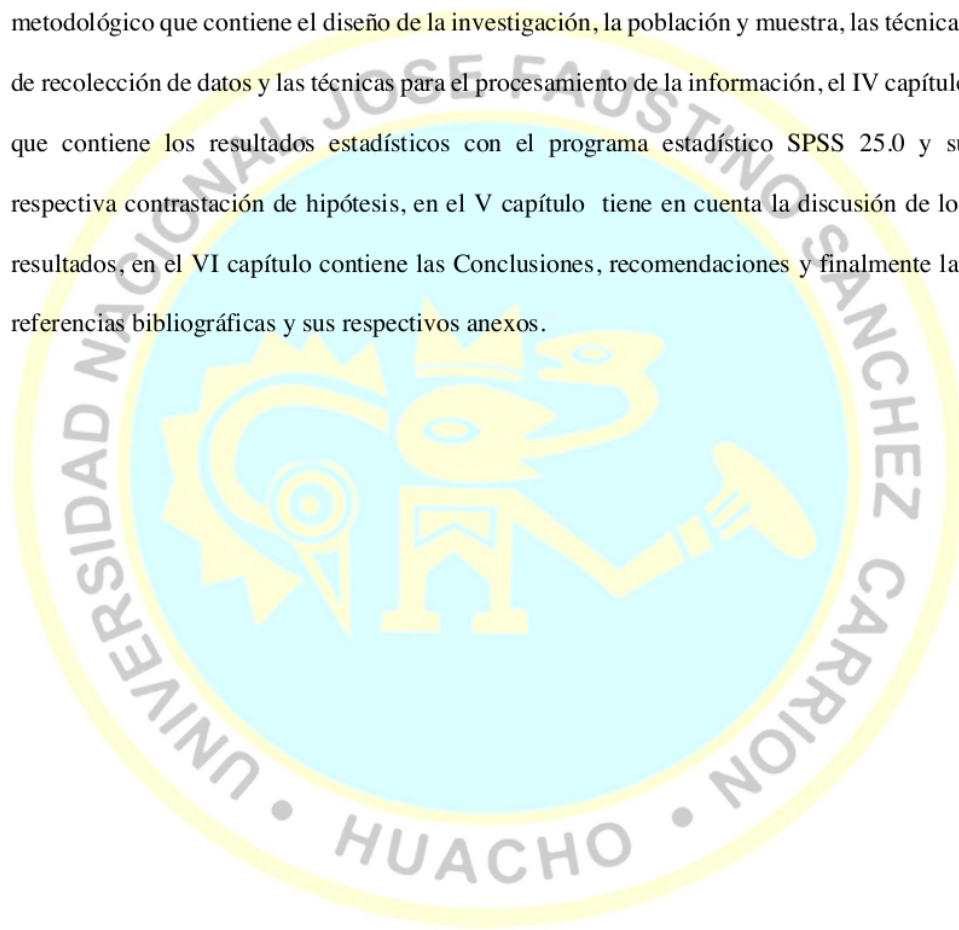 metodológico que contiene el diseño de la investigación, la población y muestra, las técnica
de recolección de datos y las técnicas para el procesamiento de la información, el IV capítulo
que contiene los resultados estadísticos con el programa estadístico SPSS 25.0 y su
respectiva contrastación de hipótesis, en el V capítulo tiene en cuenta la discusión de lo
resultados, en el VI capítulo contiene las Conclusiones, recomendaciones y finalmente la
referencias bibliográficas y sus respectivos anexos.
UNIVERSIDAD NACIONAL JOSE FAUSTINO SANCHEZ CARRION
• HUACHO •